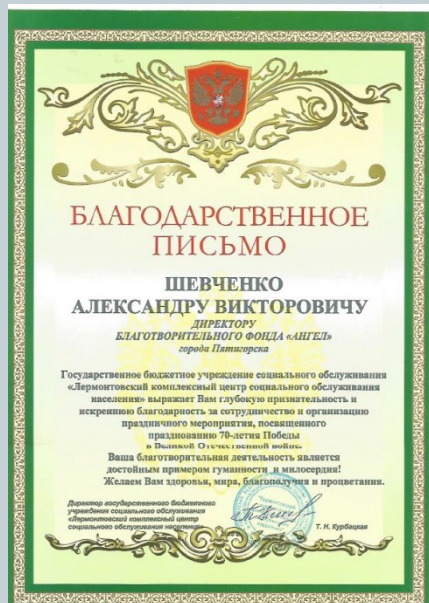 БЛАГОДАРСТВЕННОЕ
ПИСЬМО
ШЕВЧЕНКО
АЛЕКСАНДРУ ВИКТОРОВИЧУ
ДИРЕКТОРУ
БЛАГОТВОРИТЕЛЬНОГО ФОНДА «АНГЕЛ»
города Пятигорска
Государственное бюджетное учреждение социального обслуживания
«Лермонтовский комплексный центр социального обслуживания
населения» выражает Вам глубокую признательность и
искреннюю благодарность за сотрудничество и организацию
праздничного мероприятия, посвященного
празднованию 70-летия Победы
в Великой Отечественной войне.
Ваша благотворительная деятельность является
достойным примером гуманности и милосердия!
Желаем Вам здоровья, мира, благополучия и процветания.
Директор государственного бюджетного
учреждения социального обслуживания
«Лермонтовский комплексный центр
социального обслуживания населения»
Т. Н. Курбацкая